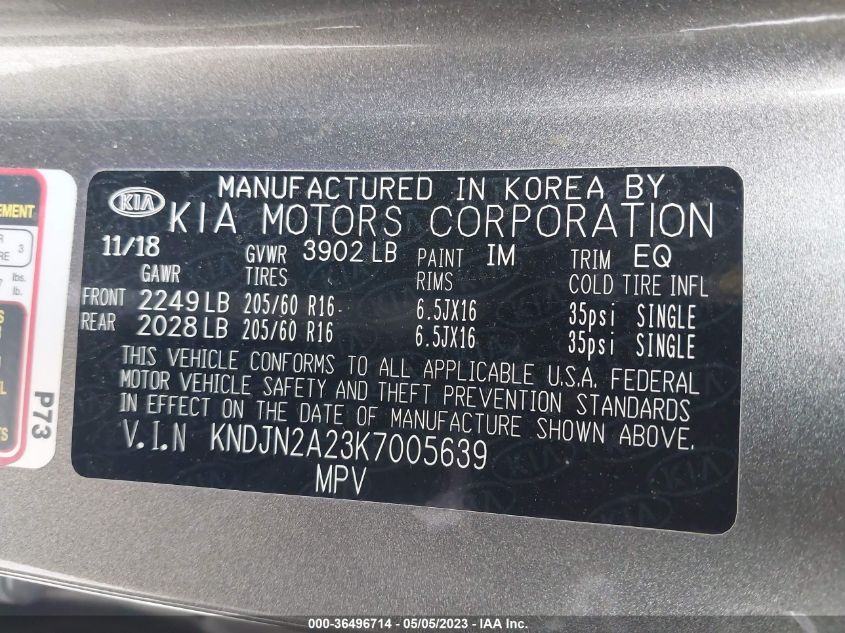 MANUFACTURED IN KOREA BY
KIA KIA MOTORS CORPORATION
11/18 GVWR 3902 LB PAINT IM TRIM EQ
GAWR TIRES RIMS COLD TIRE INFL
FRONT 2249 LB 205/60 R16 6.5JX16 35psi SINGLE
REAR 2028 LB 205/60 R16 6.5JX16 35psi SINGLE
THIS VEHICLE CONFORMS TO ALL APPLICABLE U.S.A. FEDERAL
MOTOR VEHICLE SAFETY AND THEFT PREVENTION STANDARDS
IN EFFECT ON THE DATE OF MANUFACTURE SHOWN ABOVE.
V.I.N KNDJN2A23K7005639
MPV
3
lbs.
lb.
P73
000-36496714 — 05/05/2023 — IAA Inc.